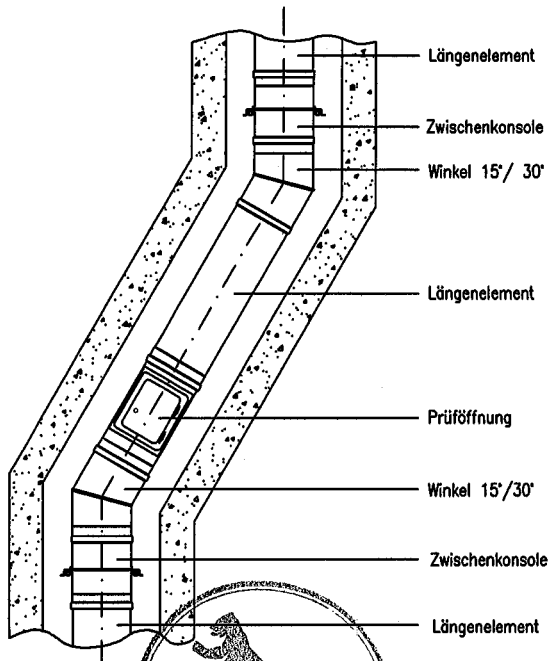 Längenelement
Zwischenkonsole
Winkel 15°/ 30°
Längenelement
Prüföffnung
Winkel 15°/30°
Zwischenkonsole
Längenelement